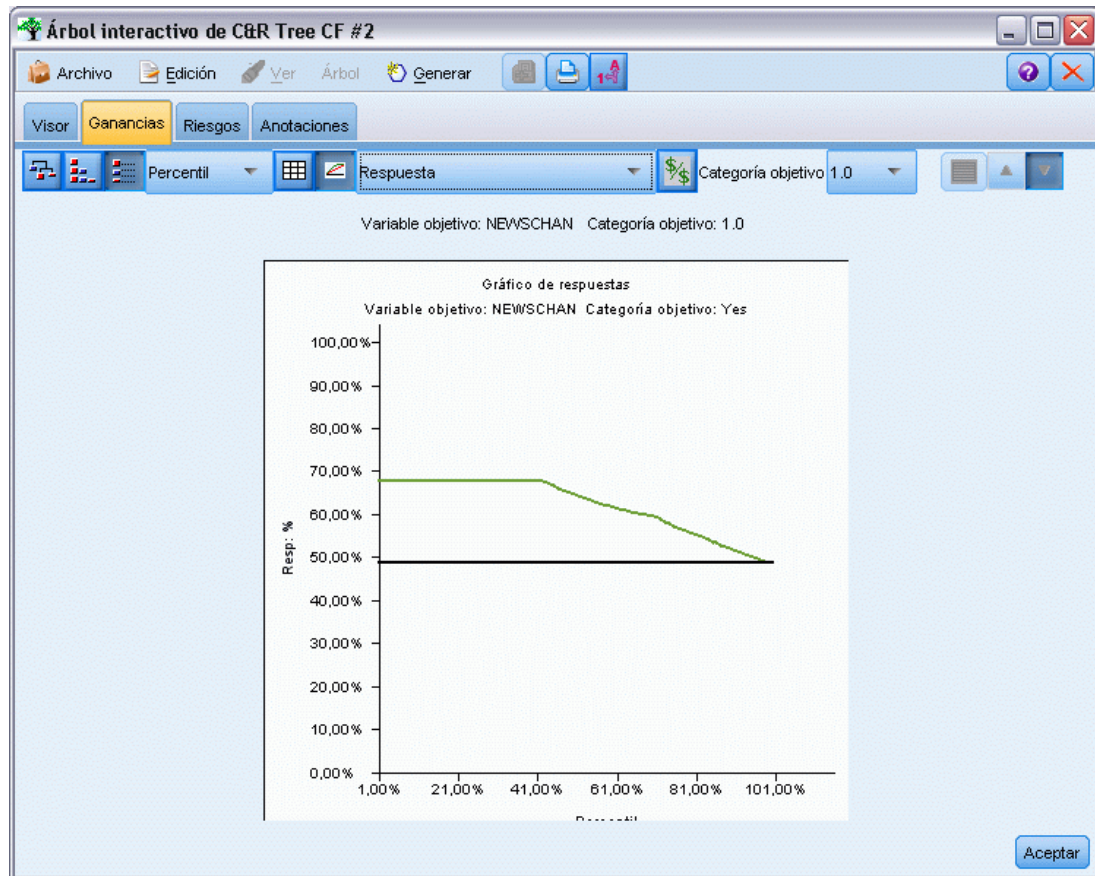 Árbol interactivo de C&R Tree CF #2
Archivo Edición Ver Árbol Generar
Visor Ganancias Riesgos Anotaciones
Percentil Respuesta Categoría objetivo 1.0
Variable objetivo: NEWSCHAN Categoría objetivo: 1.0
Gráfico de respuestas
Variable objetivo: NEWSCHAN Categoría objetivo: Yes
100,00%
90,00%
80,00%
70,00%
60,00%
50,00%
40,00%
30,00%
20,00%
10,00%
0,00%
Resp: %
1,00% 21,00% 41,00% 61,00% 81,00% 101,00%
Percentil
Aceptar